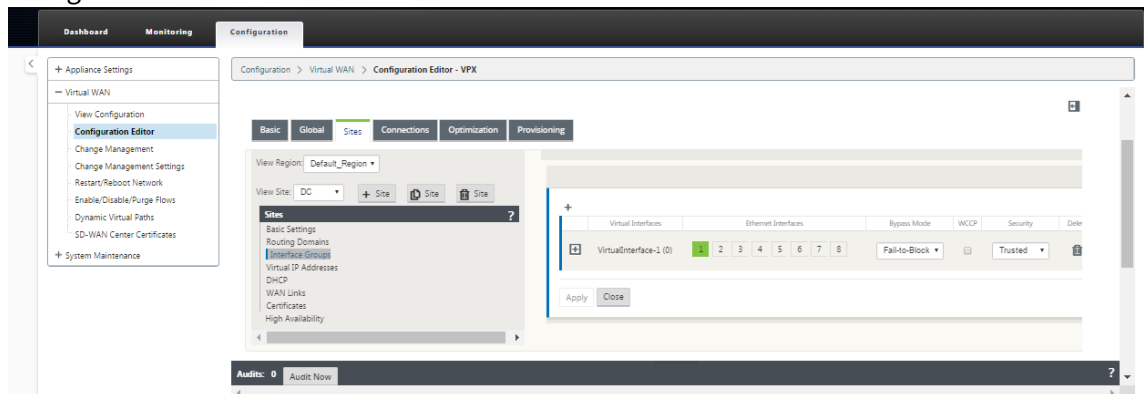 Dashboard Monitoring Configuration
+ Appliance Settings
− Virtual WAN
View Configuration
Configuration Editor
Change Management
Change Management Settings
Restart/Reboot Network
Enable/Disable/Purge Flows
Dynamic Virtual Paths
SD-WAN Center Certificates
+ System Maintenance
Configuration > Virtual WAN > Configuration Editor - VPX
Basic Global Sites Connections Optimization Provisioning
View Region: Default_Region
View Site: DC + Site Site Site
Sites ?
Basic Settings
Routing Domains
Interface Groups
Virtual IP Addresses
DHCP
WAN Links
Certificates
High Availability
+
Virtual Interfaces Ethernet Interfaces Bypass Mode WCCP Security Dele
+ VirtualInterface-1 (0) 1 2 3 4 5 6 7 8 Fail-to-Block Trusted
Apply Close
Audits: 0 Audit Now ?